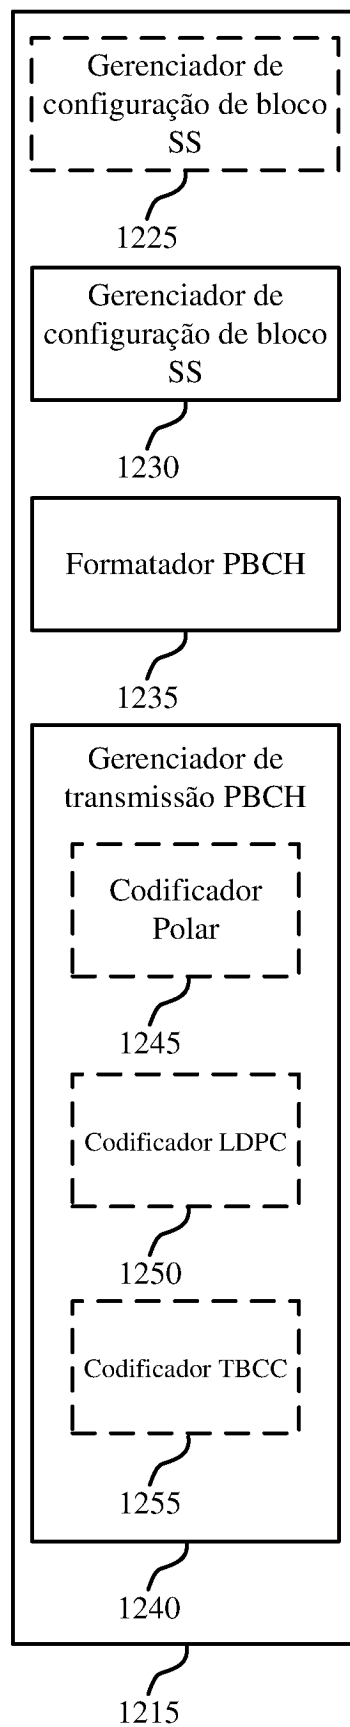 Gerenciador de
configuração de bloco
SS
1225
Gerenciador de
configuração de bloco
SS
1230
Formatador PBCH
1235
Gerenciador de
transmissão PBCH
Codificador
Polar
1245
Codificador LDPC
1250
Codificador TBCC
1255
1240
1215